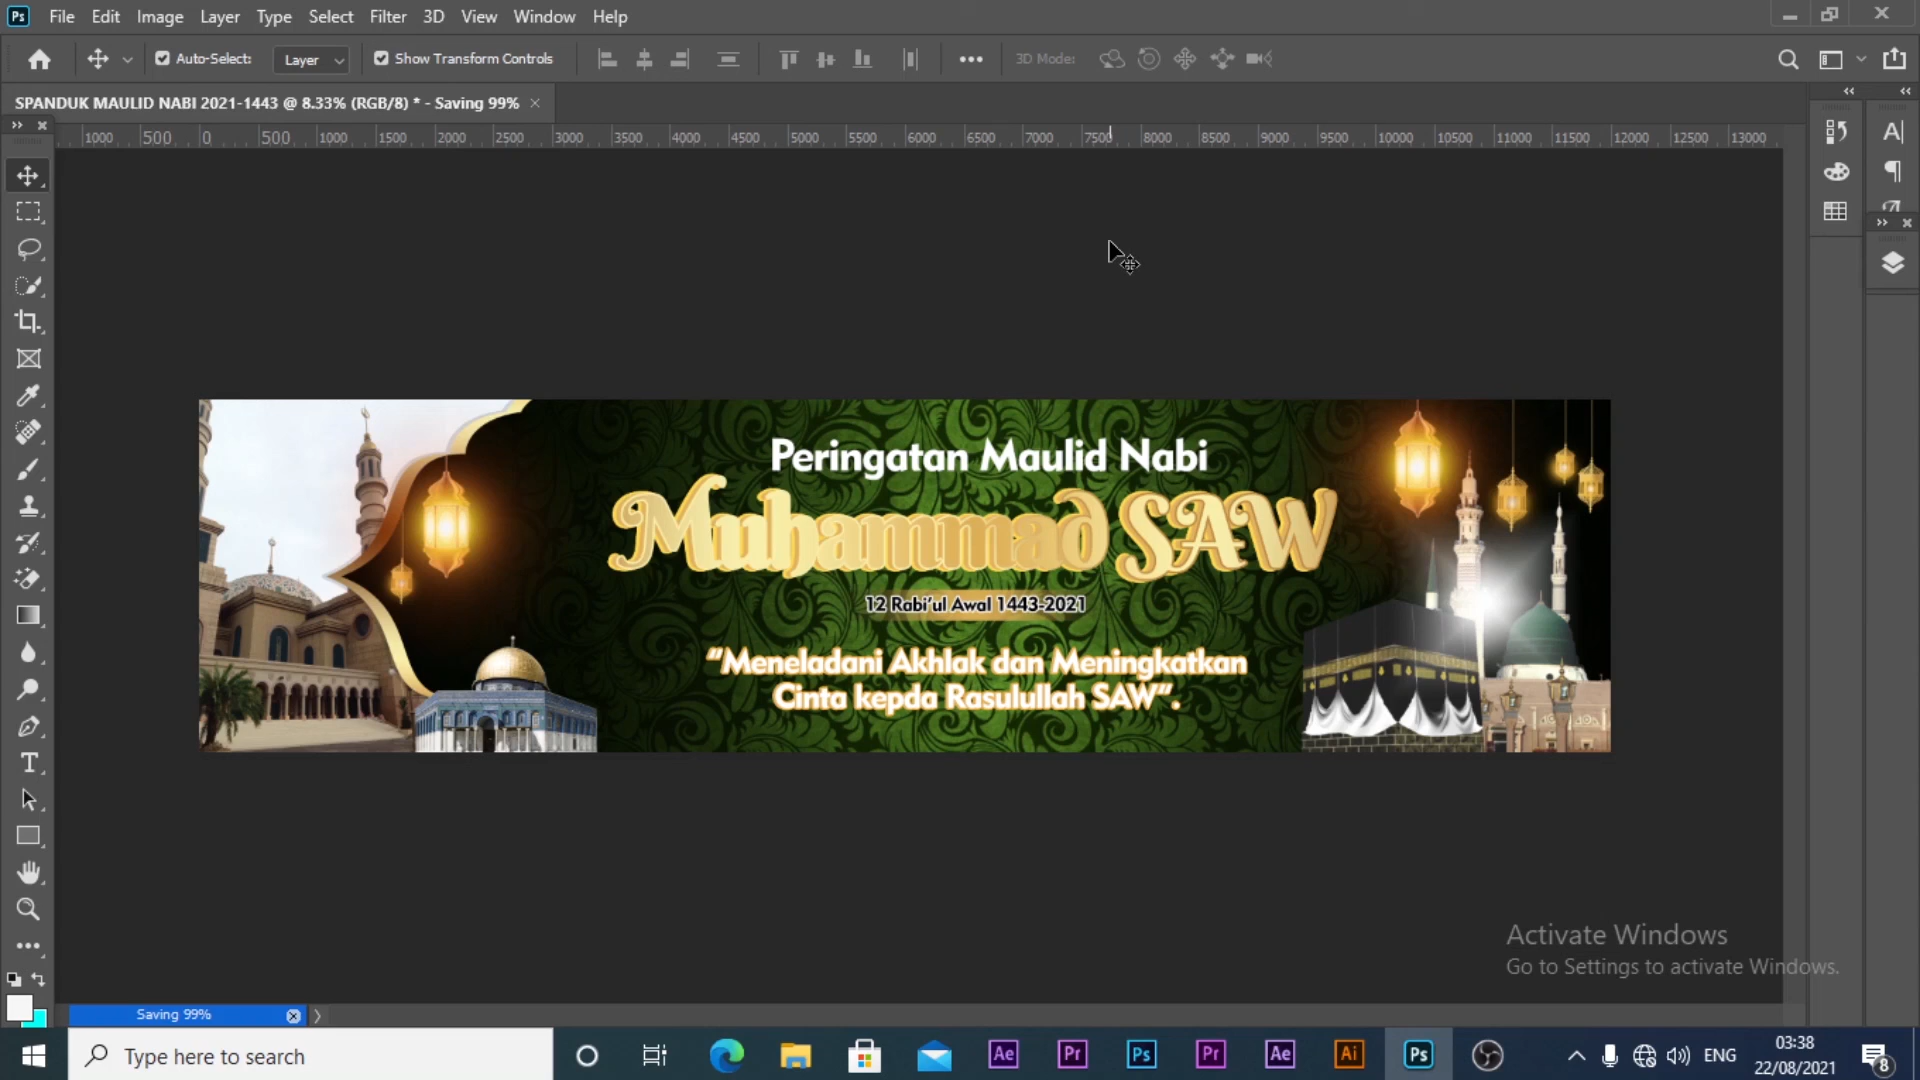 Ps File Edit Image Layer Type Select Filter 3D View Window Help
Auto-Select: Layer Show Transform Controls 3D Mode:
SPANDUK MAULID NABI 2021-1443 @ 8.33% (RGB/8) * - Saving 99%
1000 500 0 500 1000 1500 2000 2500 3000 3500 4000 4500 5000 5500 6000 6500 7000 7500 8000 8500 9000 9500 10000 10500 11000 11500 12000 12500 13000
Peringatan Maulid Nabi
Muhammad SAW
12 Rabi'ul Awal 1443-2021
"Meneladani Akhlak dan Meningkatkan
Cinta kepda Rasulullah SAW".
Activate Windows
Go to Settings to activate Windows.
Saving 99%
Type here to search
Ae Pr Ps Pr Ae Ai Ps
ENG
03:38
22/08/2021
8